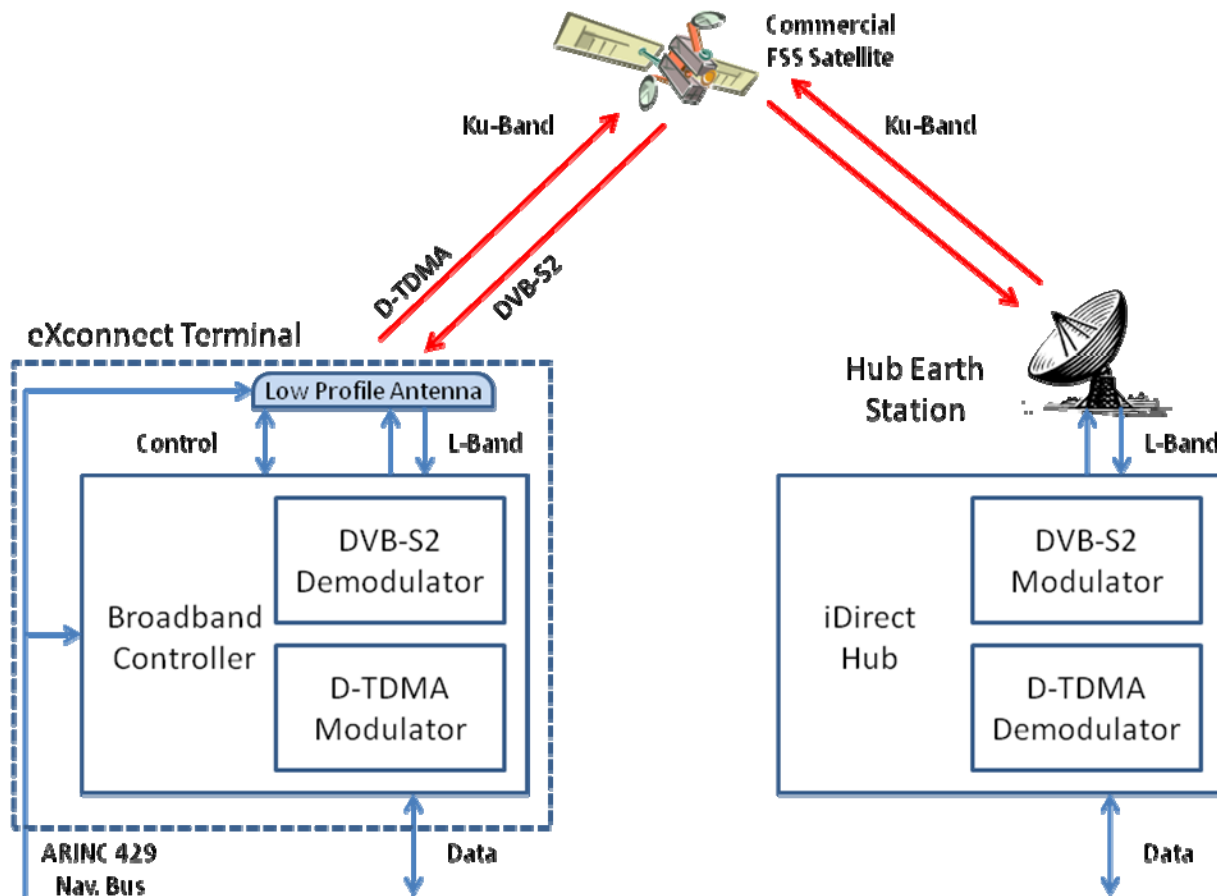 Commercial
FSS Satellite
Ku-Band
Ku-Band
D-TDMA
DVB-S2
eXconnect Terminal
Low Profile Antenna
Control
L-Band
Broadband
Controller
DVB-S2
Demodulator
D-TDMA
Modulator
ARINC 429
Nav. Bus
Data
Hub Earth
Station
L-Band
iDirect
Hub
DVB-S2
Modulator
D-TDMA
Demodulator
Data